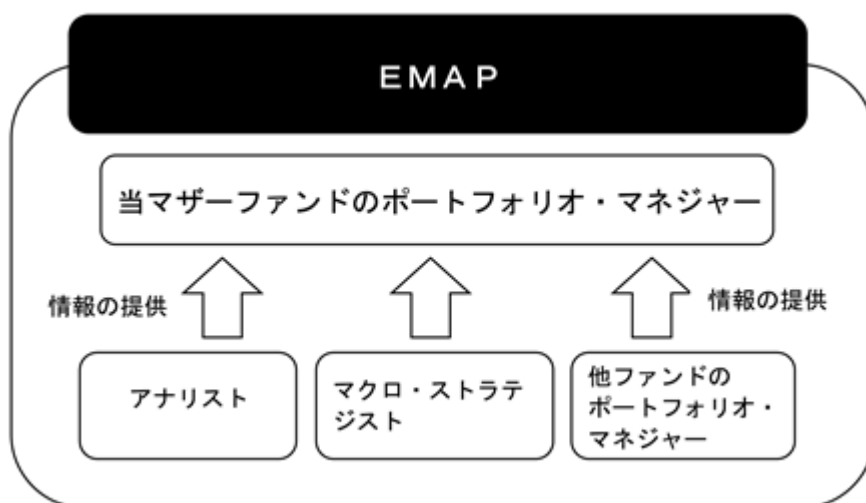 ＥＭＡＰ
当マザーファンドのポートフォリオ・マネジャー
情報の提供
情報の提供
アナリスト
マクロ・ストラテ
ジスト
他ファンドの
ポートフォリオ・
マネジャー